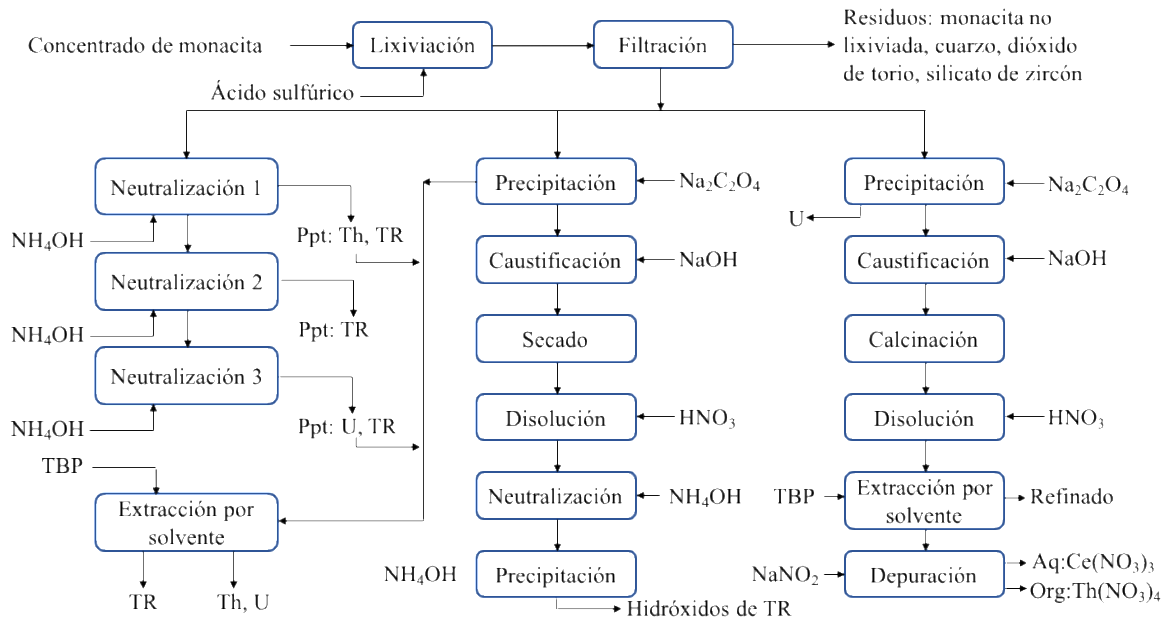 Concentrado de monacita
Lixiviación
Filtración
Residuos: monacita no
lixiviada, cuarzo, dióxido
de torio, silicato de zircón
Ácido sulfúrico
Neutralización 1
NH₄OH
Ppt: Th, TR
Neutralización 2
NH₄OH
Ppt: TR
Neutralización 3
NH₄OH
Ppt: U, TR
TBP
Extracción por
solvente
TR
Th, U
Precipitación
Na₂C₂O₄
Caustificación
NaOH
Secado
Disolución
HNO₃
Neutralización
NH₄OH
NH₄OH
Precipitación
Hidróxidos de TR
Precipitación
Na₂C₂O₄
U
Caustificación
NaOH
Calcinación
Disolución
HNO₃
TBP
Extracción por
solvente
Refinado
NaNO₂
Depuración
Aq:Ce(NO₃)₃
Org:Th(NO₃)₄